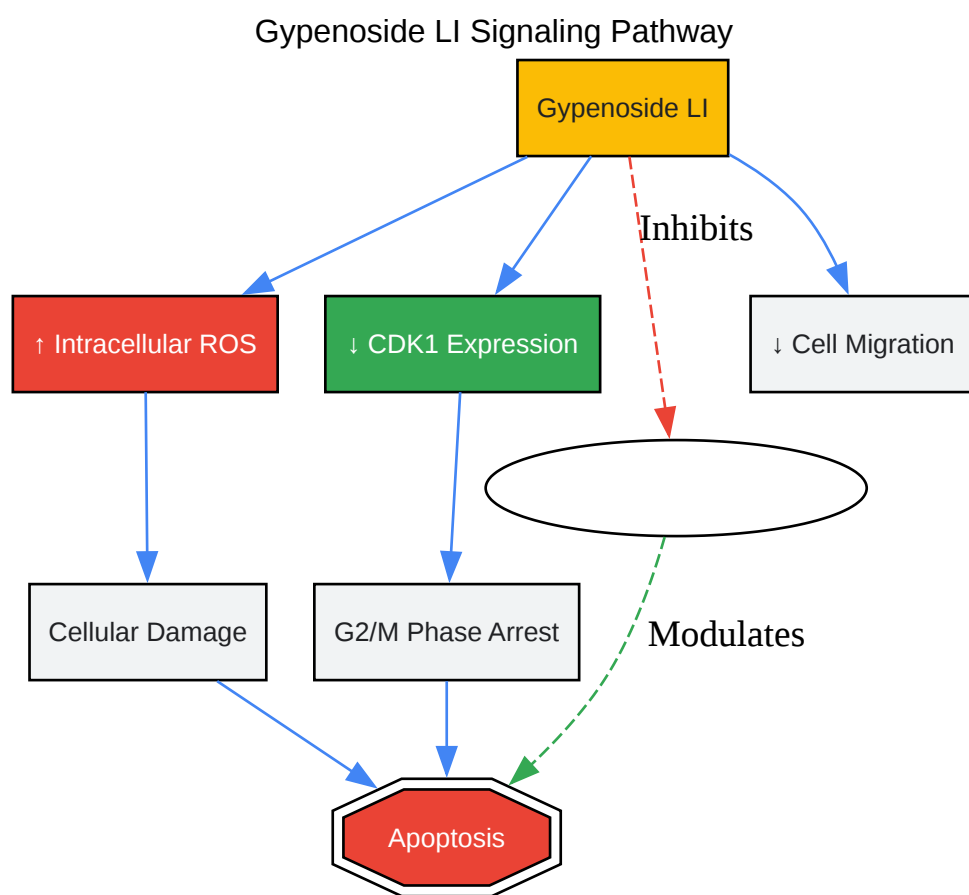 Gypenoside LI Signaling Pathway
Gypenoside LI
Inhibits
↑ Intracellular ROS
↓ CDK1 Expression
↓ Cell Migration
Cellular Damage
G2/M Phase Arrest
Modulates
Apoptosis